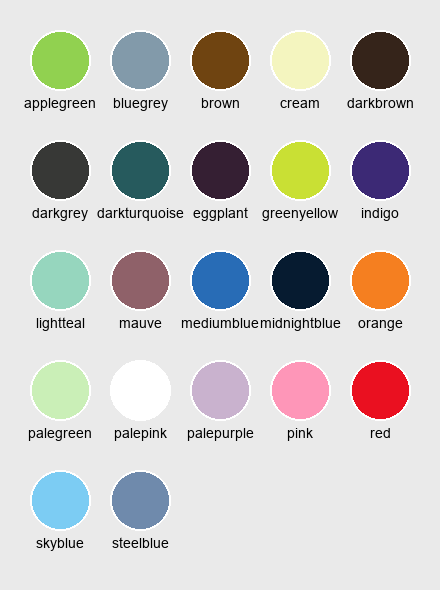 applegreen bluegrey brown cream darkbrown
darkgrey darkturquoise eggplant greenyellow indigo
lightteal mauve mediumblue midnightblue orange
palegreen palepink palepurple pink red
skyblue steelblue